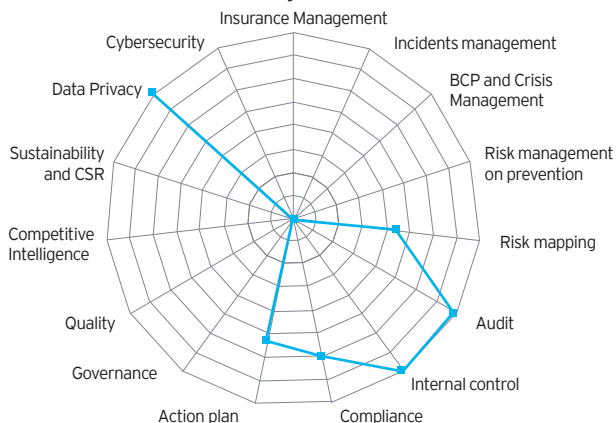 Insurance Management
Cybersecurity
Incidents management
Data Privacy
BCP and Crisis
Management
Sustainability
and CSR
Risk management
on prevention
Competitive
Intelligence
Risk mapping
Quality
Audit
Governance
Internal control
Action plan
Compliance